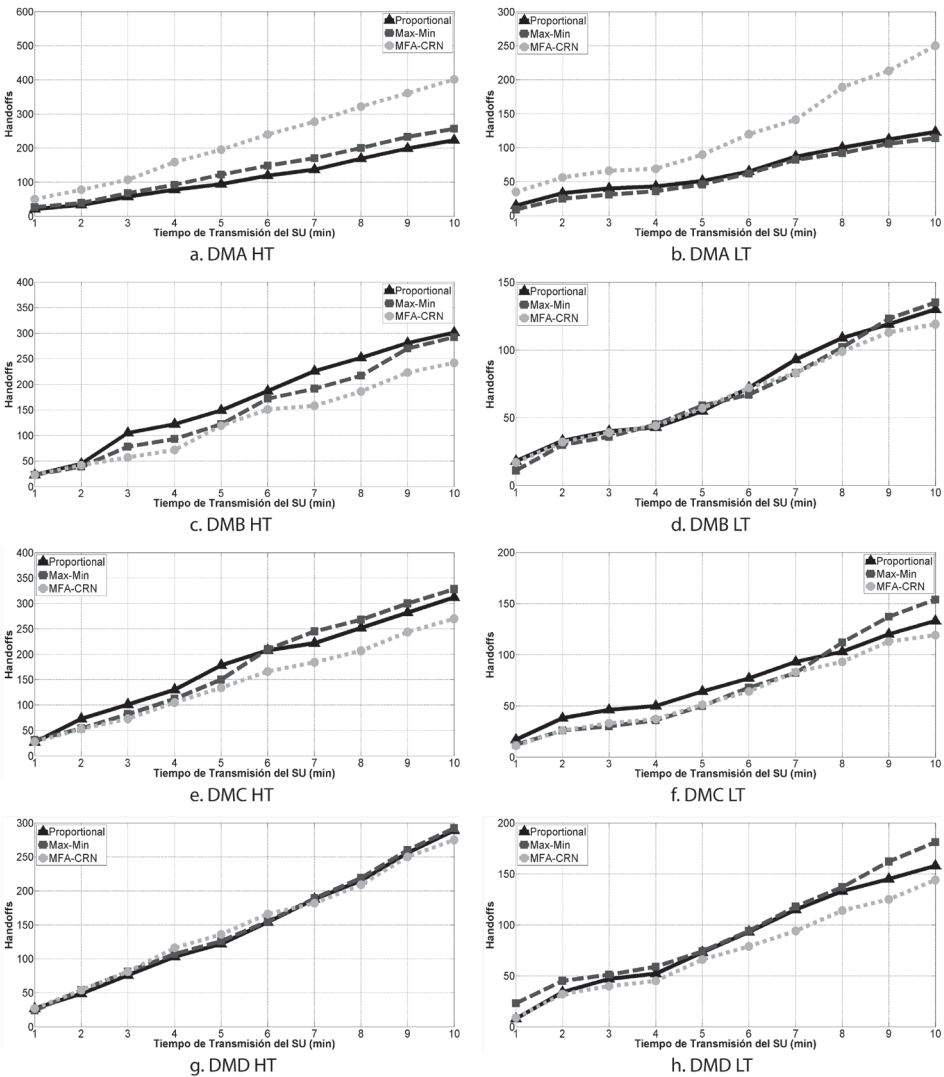 600
500
400
300
200
100
0
Handoffs
Proportional
Max-Min
MFA-CRN
1 2 3 4 5 6 7 8 9 10
Tiempo de Transmisión del SU (min)
a. DMA HT
300
250
200
150
100
50
0
Handoffs
Proportional
Max-Min
MFA-CRN
1 2 3 4 5 6 7 8 9 10
Tiempo de Transmisión del SU (min)
b. DMA LT
400
350
300
250
200
150
100
50
0
Handoffs
Proportional
Max-Min
MFA-CRN
1 2 3 4 5 6 7 8 9 10
Tiempo de Transmisión del SU (min)
c. DMB HT
150
100
50
0
Handoffs
Proportional
Max-Min
MFA-CRN
1 2 3 4 5 6 7 8 9 10
Tiempo de Transmisión del SU (min)
d. DMB LT
400
350
300
250
200
150
100
50
0
Handoffs
Proportional
Max-Min
MFA-CRN
1 2 3 4 5 6 7 8 9 10
Tiempo de Transmisión del SU (min)
e. DMC HT
200
150
100
50
0
Handoffs
Proportional
Max-Min
MFA-CRN
1 2 3 4 5 6 7 8 9 10
Tiempo de Transmisión del SU (min)
f. DMC LT
300
250
200
150
100
50
0
Handoffs
Proportional
Max-Min
MFA-CRN
1 2 3 4 5 6 7 8 9 10
Tiempo de Transmisión del SU (min)
g. DMD HT
200
150
100
50
0
Handoffs
Proportional
Max-Min
MFA-CRN
1 2 3 4 5 6 7 8 9 10
Tiempo de Transmisión del SU (min)
h. DMD LT